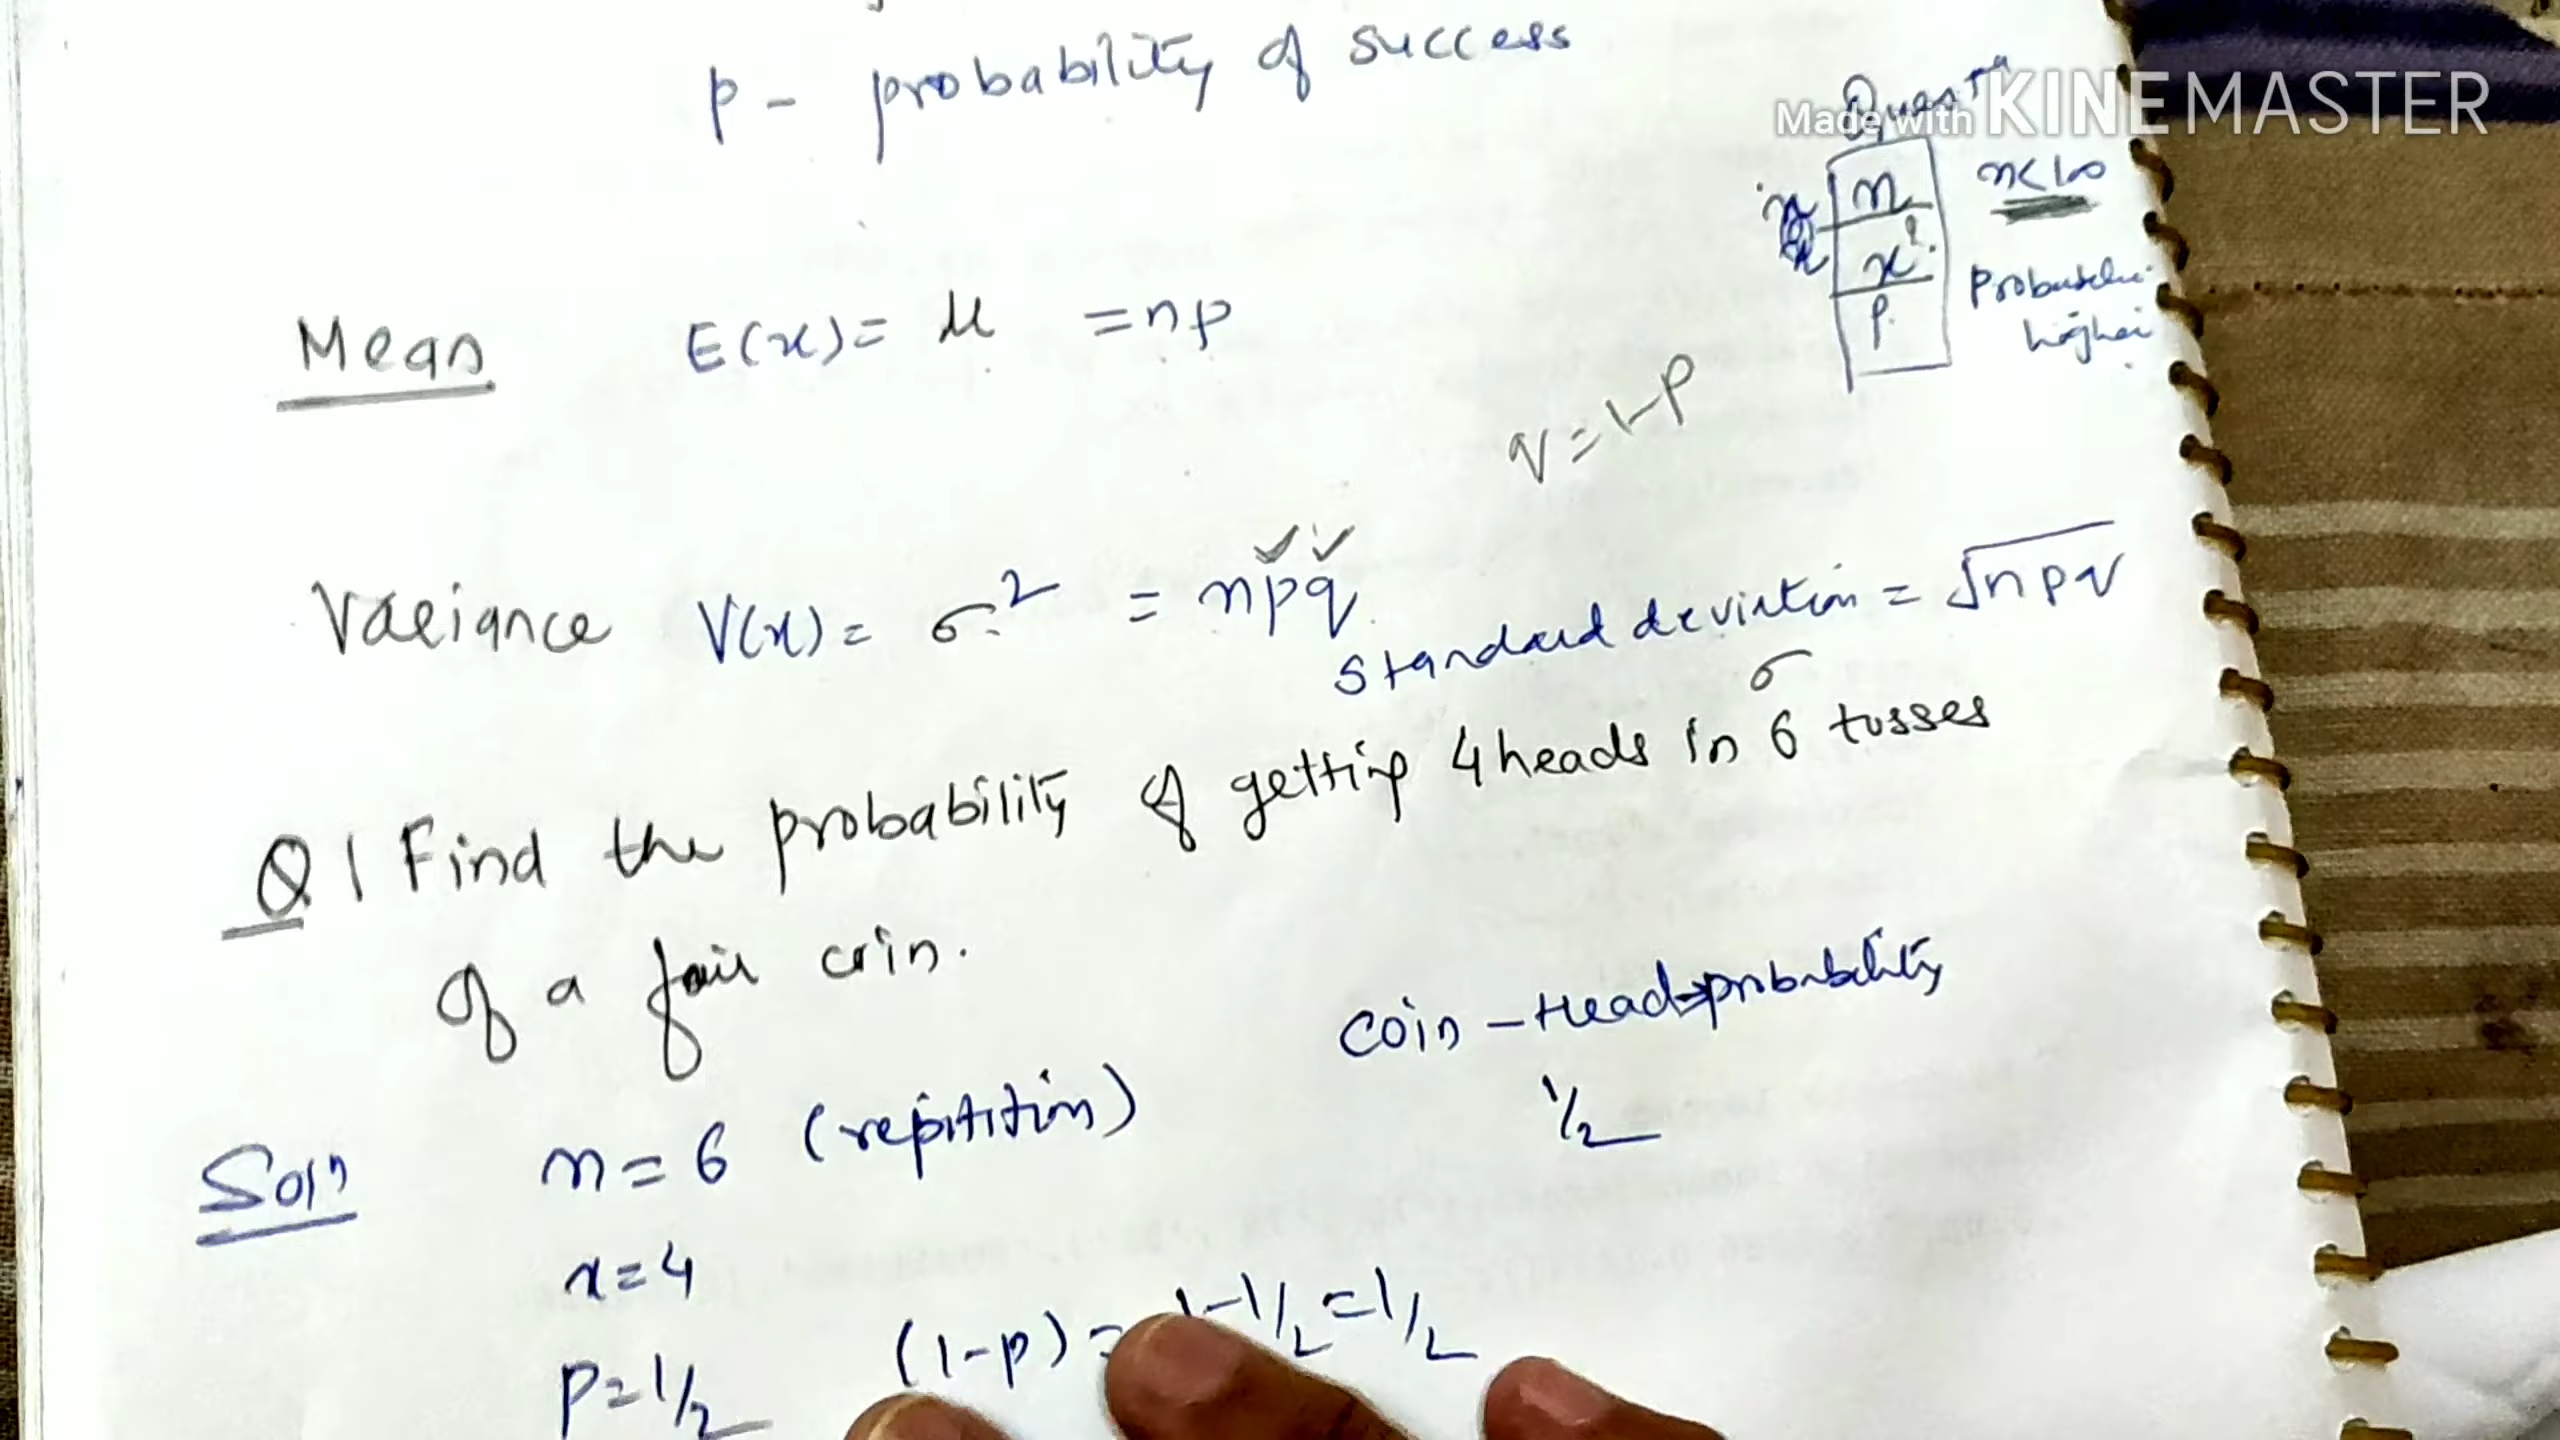 p - probability of success
Made with KINEMASTER
n n n<100
x x?
p. higher
Mean E(x) = μ = np
q = 1-P
Variance V(x) = σ² = npq
Standard deviation = √npq
σ
Q1 Find the probability of getting 4 heads in 6 tosses
of a fair coin.
Coin - Head → probability
1/2
Soln n = 6 (repitition)
x = 4
P = 1/2 (1-p) = 1-1/2 = 1/2